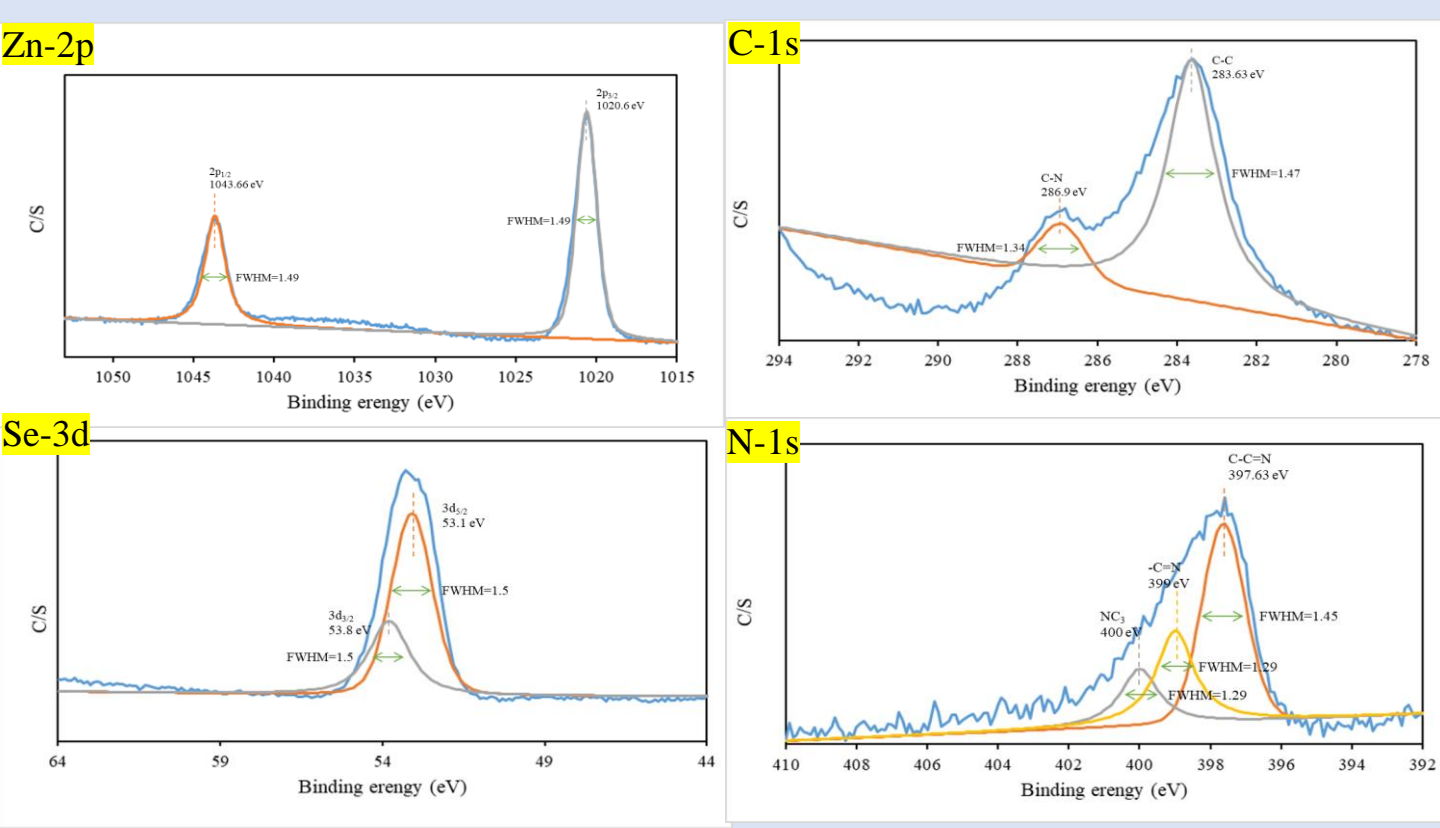 Zn-2p
2p₁/₂
1043.66 eV
2p₃/₂
1020.6 eV
FWHM=1.49
FWHM=1.49
C/S
1050 1045 1040 1035 1030 1025 1020 1015
Binding erengy (eV)
C-1s
C-C
283.63 eV
C-N
286.9 eV
FWHM=1.47
FWHM=1.34
C/S
294 292 290 288 286 284 282 280 278
Binding erengy (eV)
Se-3d
3d₅/₂
53.1 eV
FWHM=1.5
3d₃/₂
53.8 eV
FWHM=1.5
C/S
64 59 54 49 44
Binding erengy (eV)
N-1s
C-C=N
397.63 eV
-C=N
399 eV
NC₃
400 eV
FWHM=1.45
FWHM=1.29
FWHM=1.29
C/S
410 408 406 404 402 400 398 396 394 392
Binding erengy (eV)